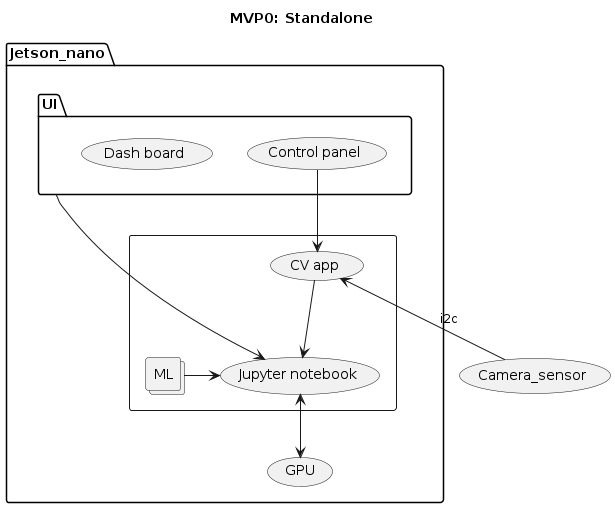 MVP0: Standalone
Jetson_nano
UI
Dash board
Control panel
CV app
i2c
ML
Jupyter notebook
Camera_sensor
GPU